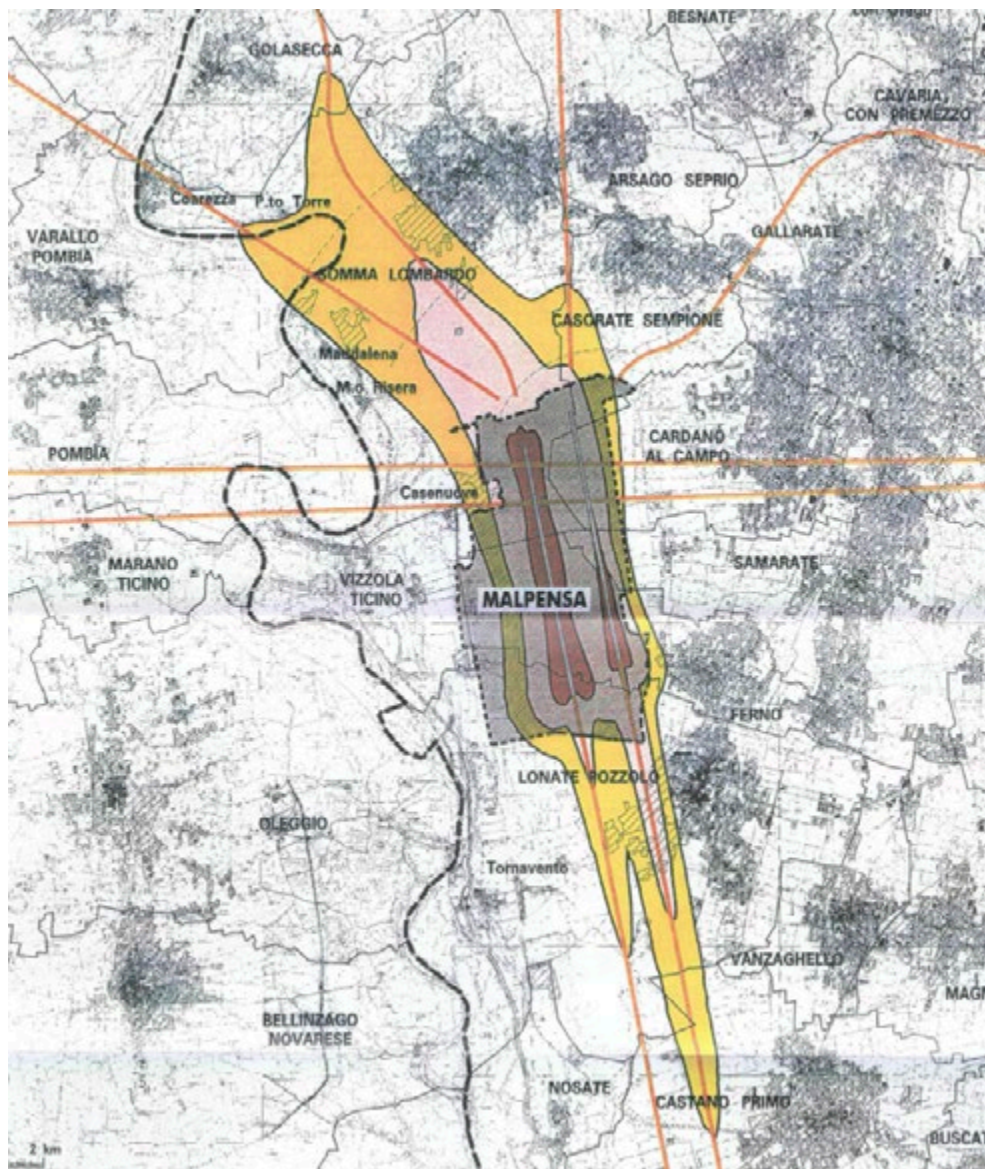 BESNATE
GOLASECCA
CAVARIA
CON PREMEZZO
ARSAGO SEPRIO
Coarezza
P.to Torre
GALLARATE
VARALLO
POMBIA
SOMMA LOMBARDO
CASORATE SEMPIONE
Maddalena
M.o Risera
CARDANO
AL CAMPO
POMBIA
Casenuove
MARANO
TICINO
SAMARATE
VIZZOLA
TICINO
MALPENSA
FERNO
LONATE POZZOLO
OLEGGIO
Tornavento
VANZAGHELLO
MAGN
BELLINZAGO
NOVARESE
NOSATE
CASTANO PRIMO
BUSCAT
2 km